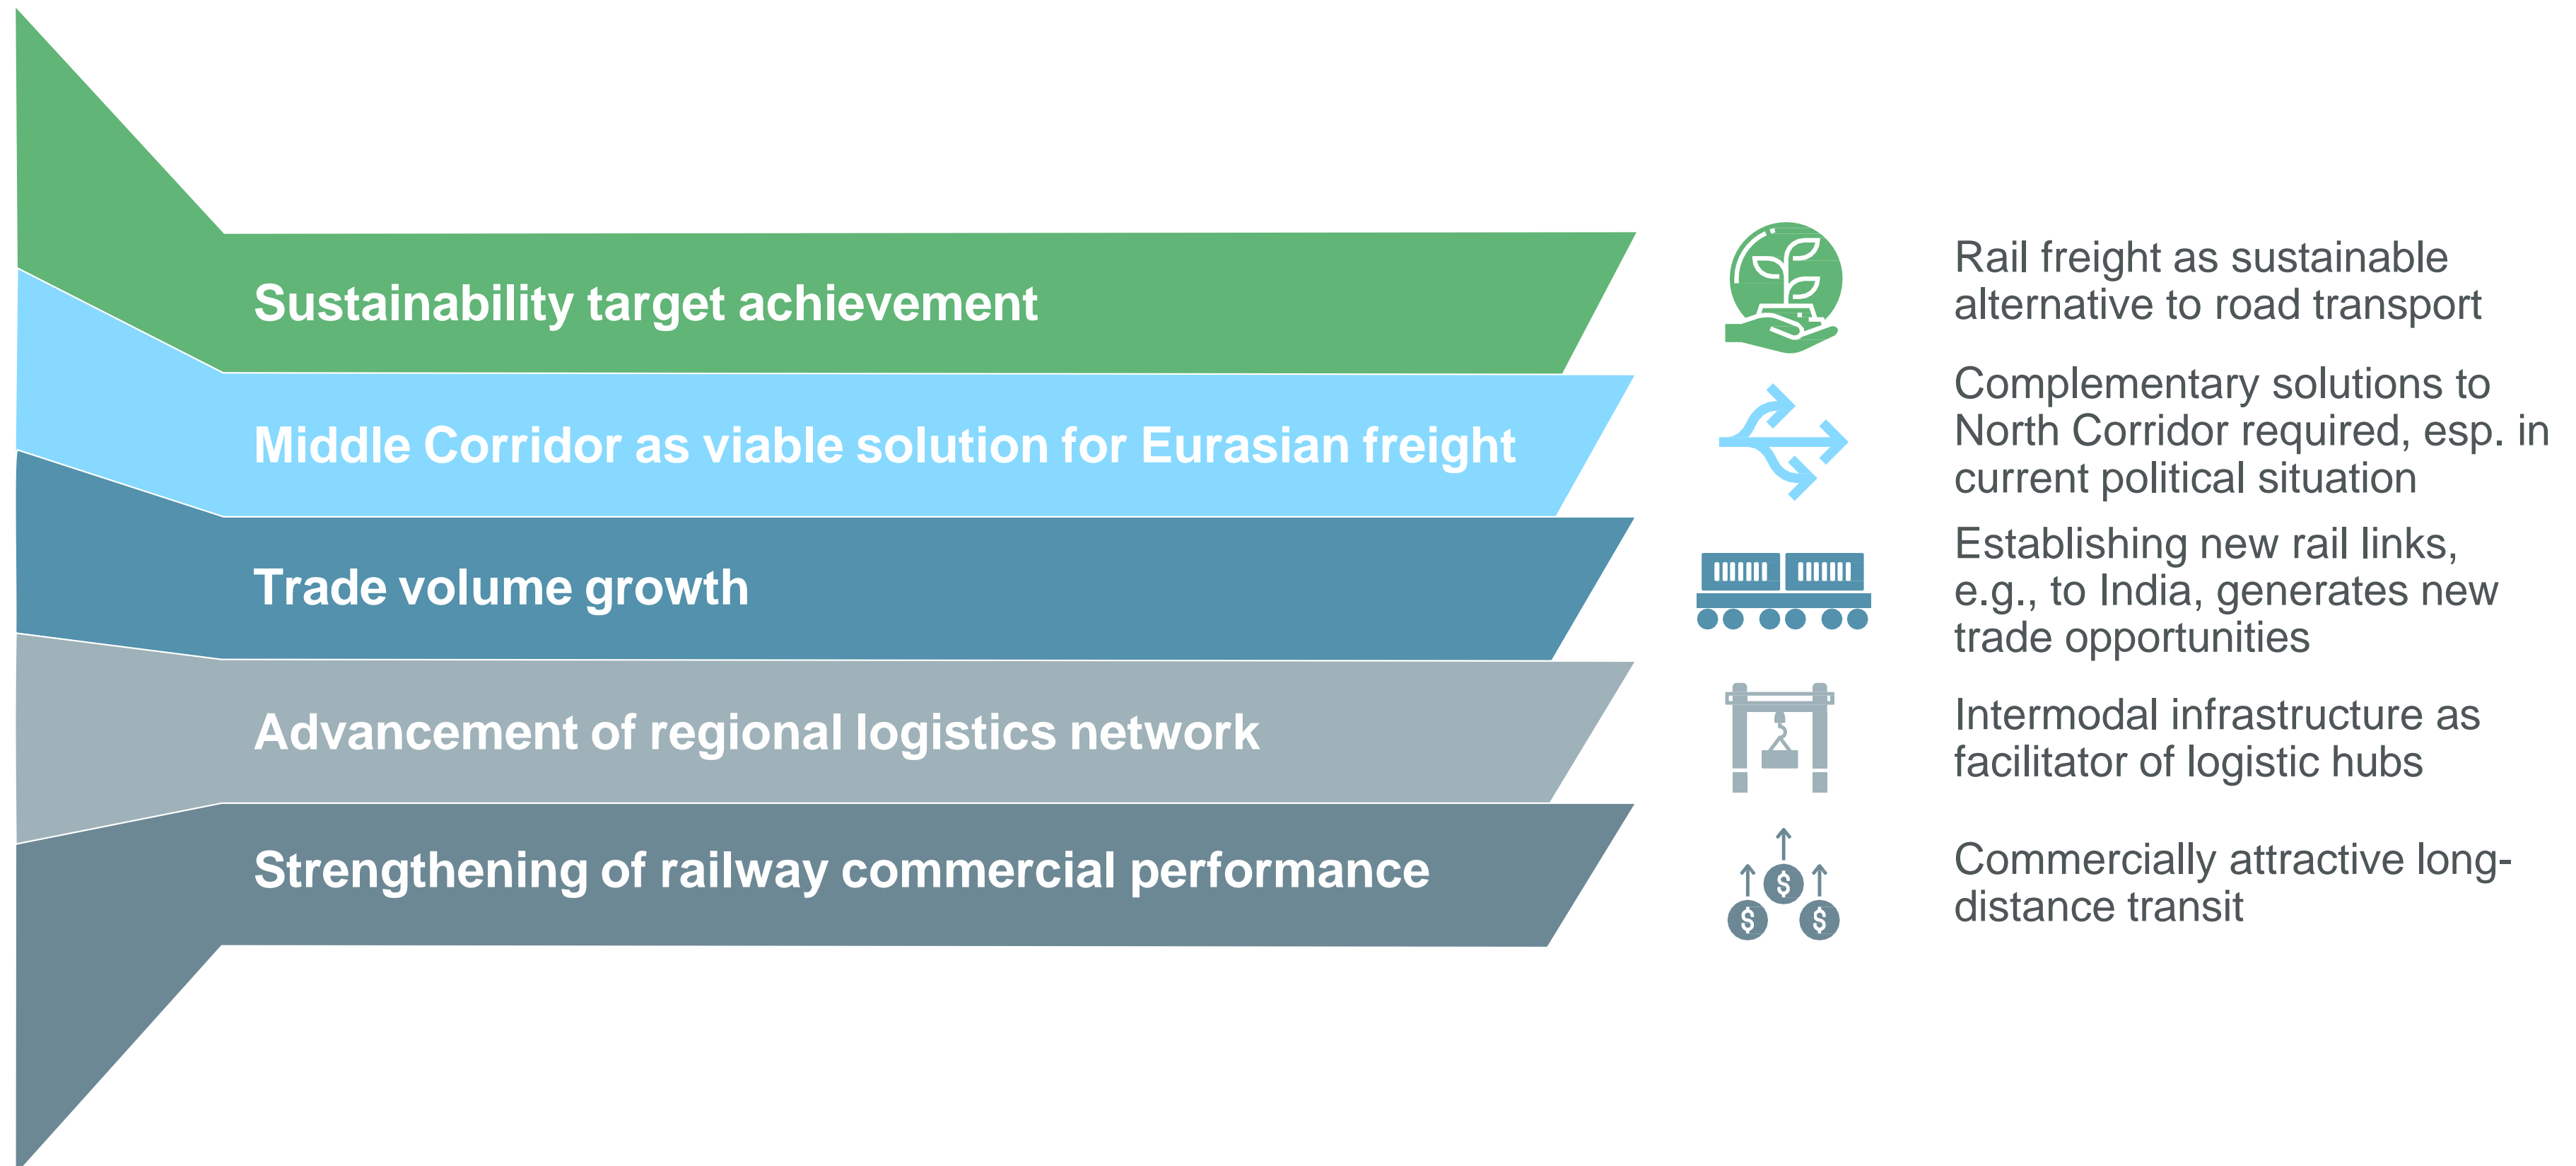 Sustainability target achievement
Rail freight as sustainable
alternative to road transport
Middle Corridor as viable solution for Eurasian freight
Complementary solutions to
North Corridor required, esp. in
current political situation
Trade volume growth
Establishing new rail links,
e.g., to India, generates new
trade opportunities
Advancement of regional logistics network
Intermodal infrastructure as
facilitator of logistic hubs
Strengthening of railway commercial performance
$
$ $
Commercially attractive long-
distance transit